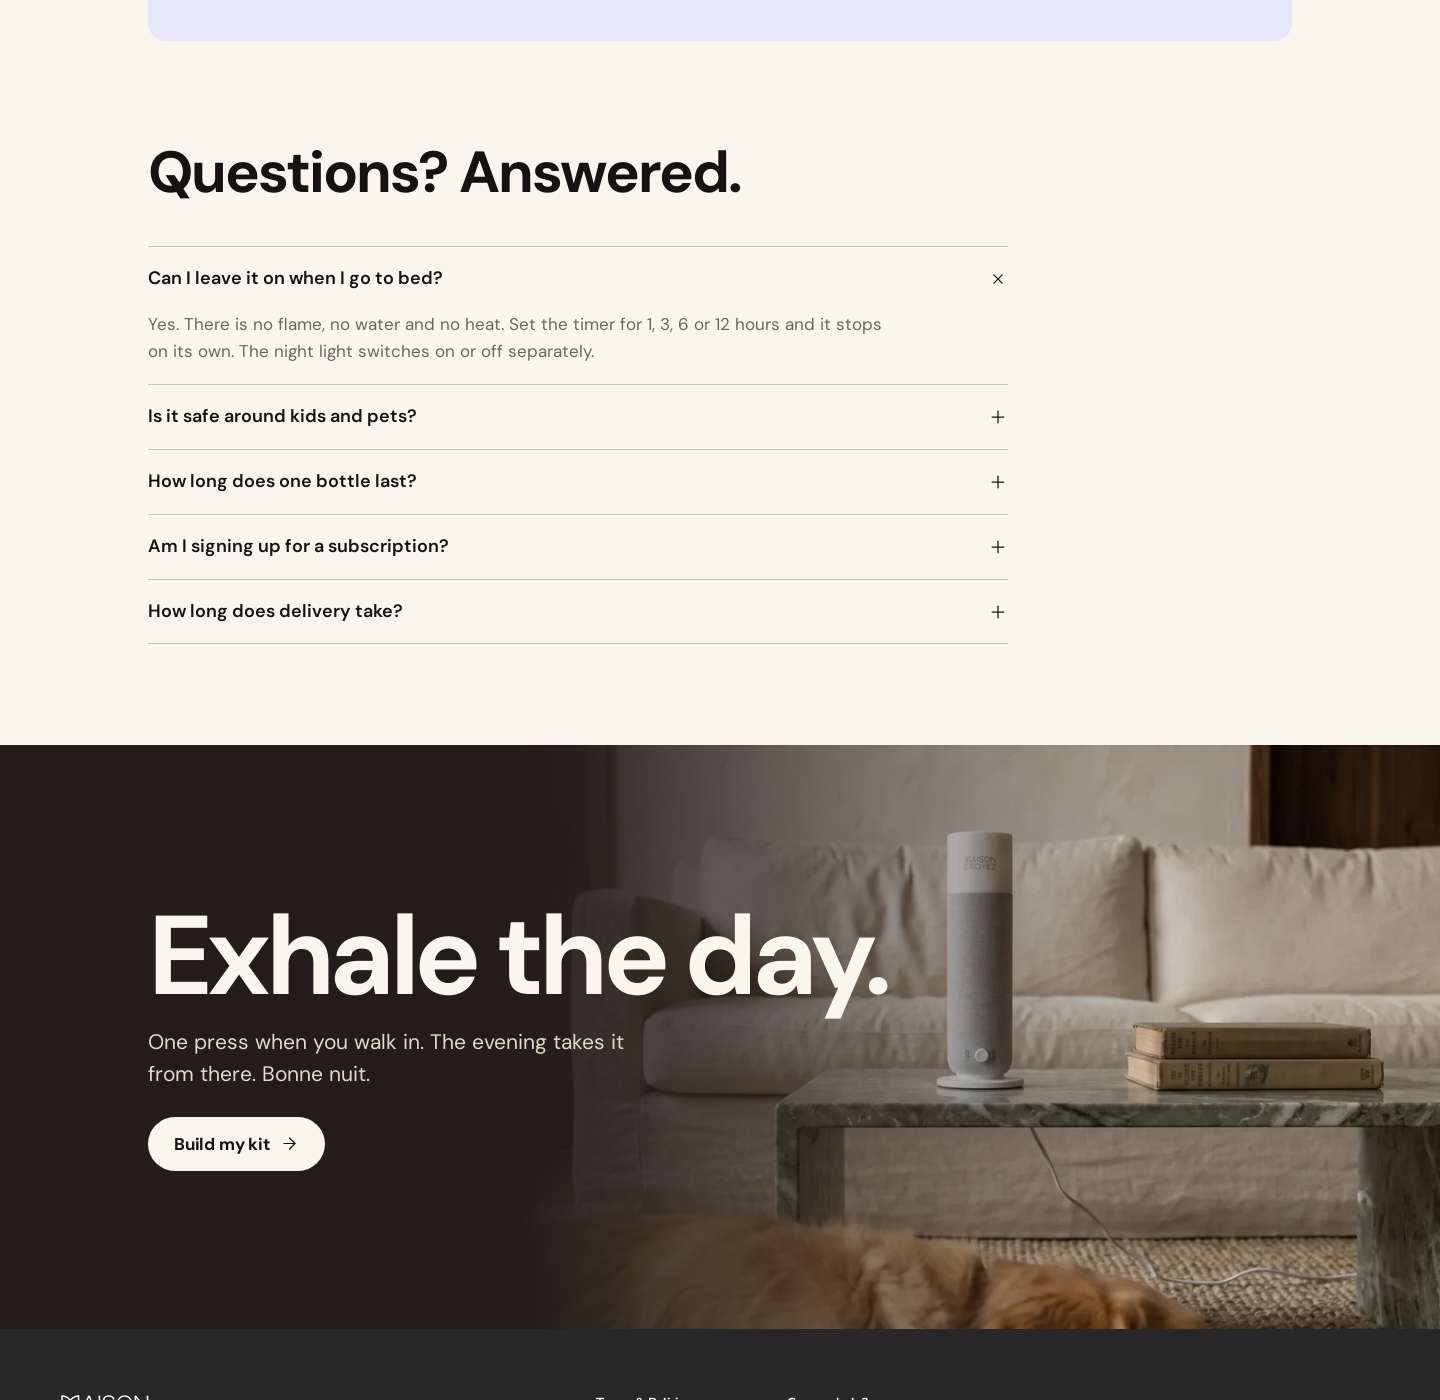 Questions? Answered.
Can I leave it on when I go to bed?
Yes. There is no flame, no water and no heat. Set the timer for 1, 3, 6 or 12 hours and it stops
on its own. The night light switches on or off separately.
Is it safe around kids and pets?
How long does one bottle last?
Am I signing up for a subscription?
How long does delivery take?
MAISON
Exhale the day.
One press when you walk in. The evening takes it
from there. Bonne nuit.
Build my kit
MAISON